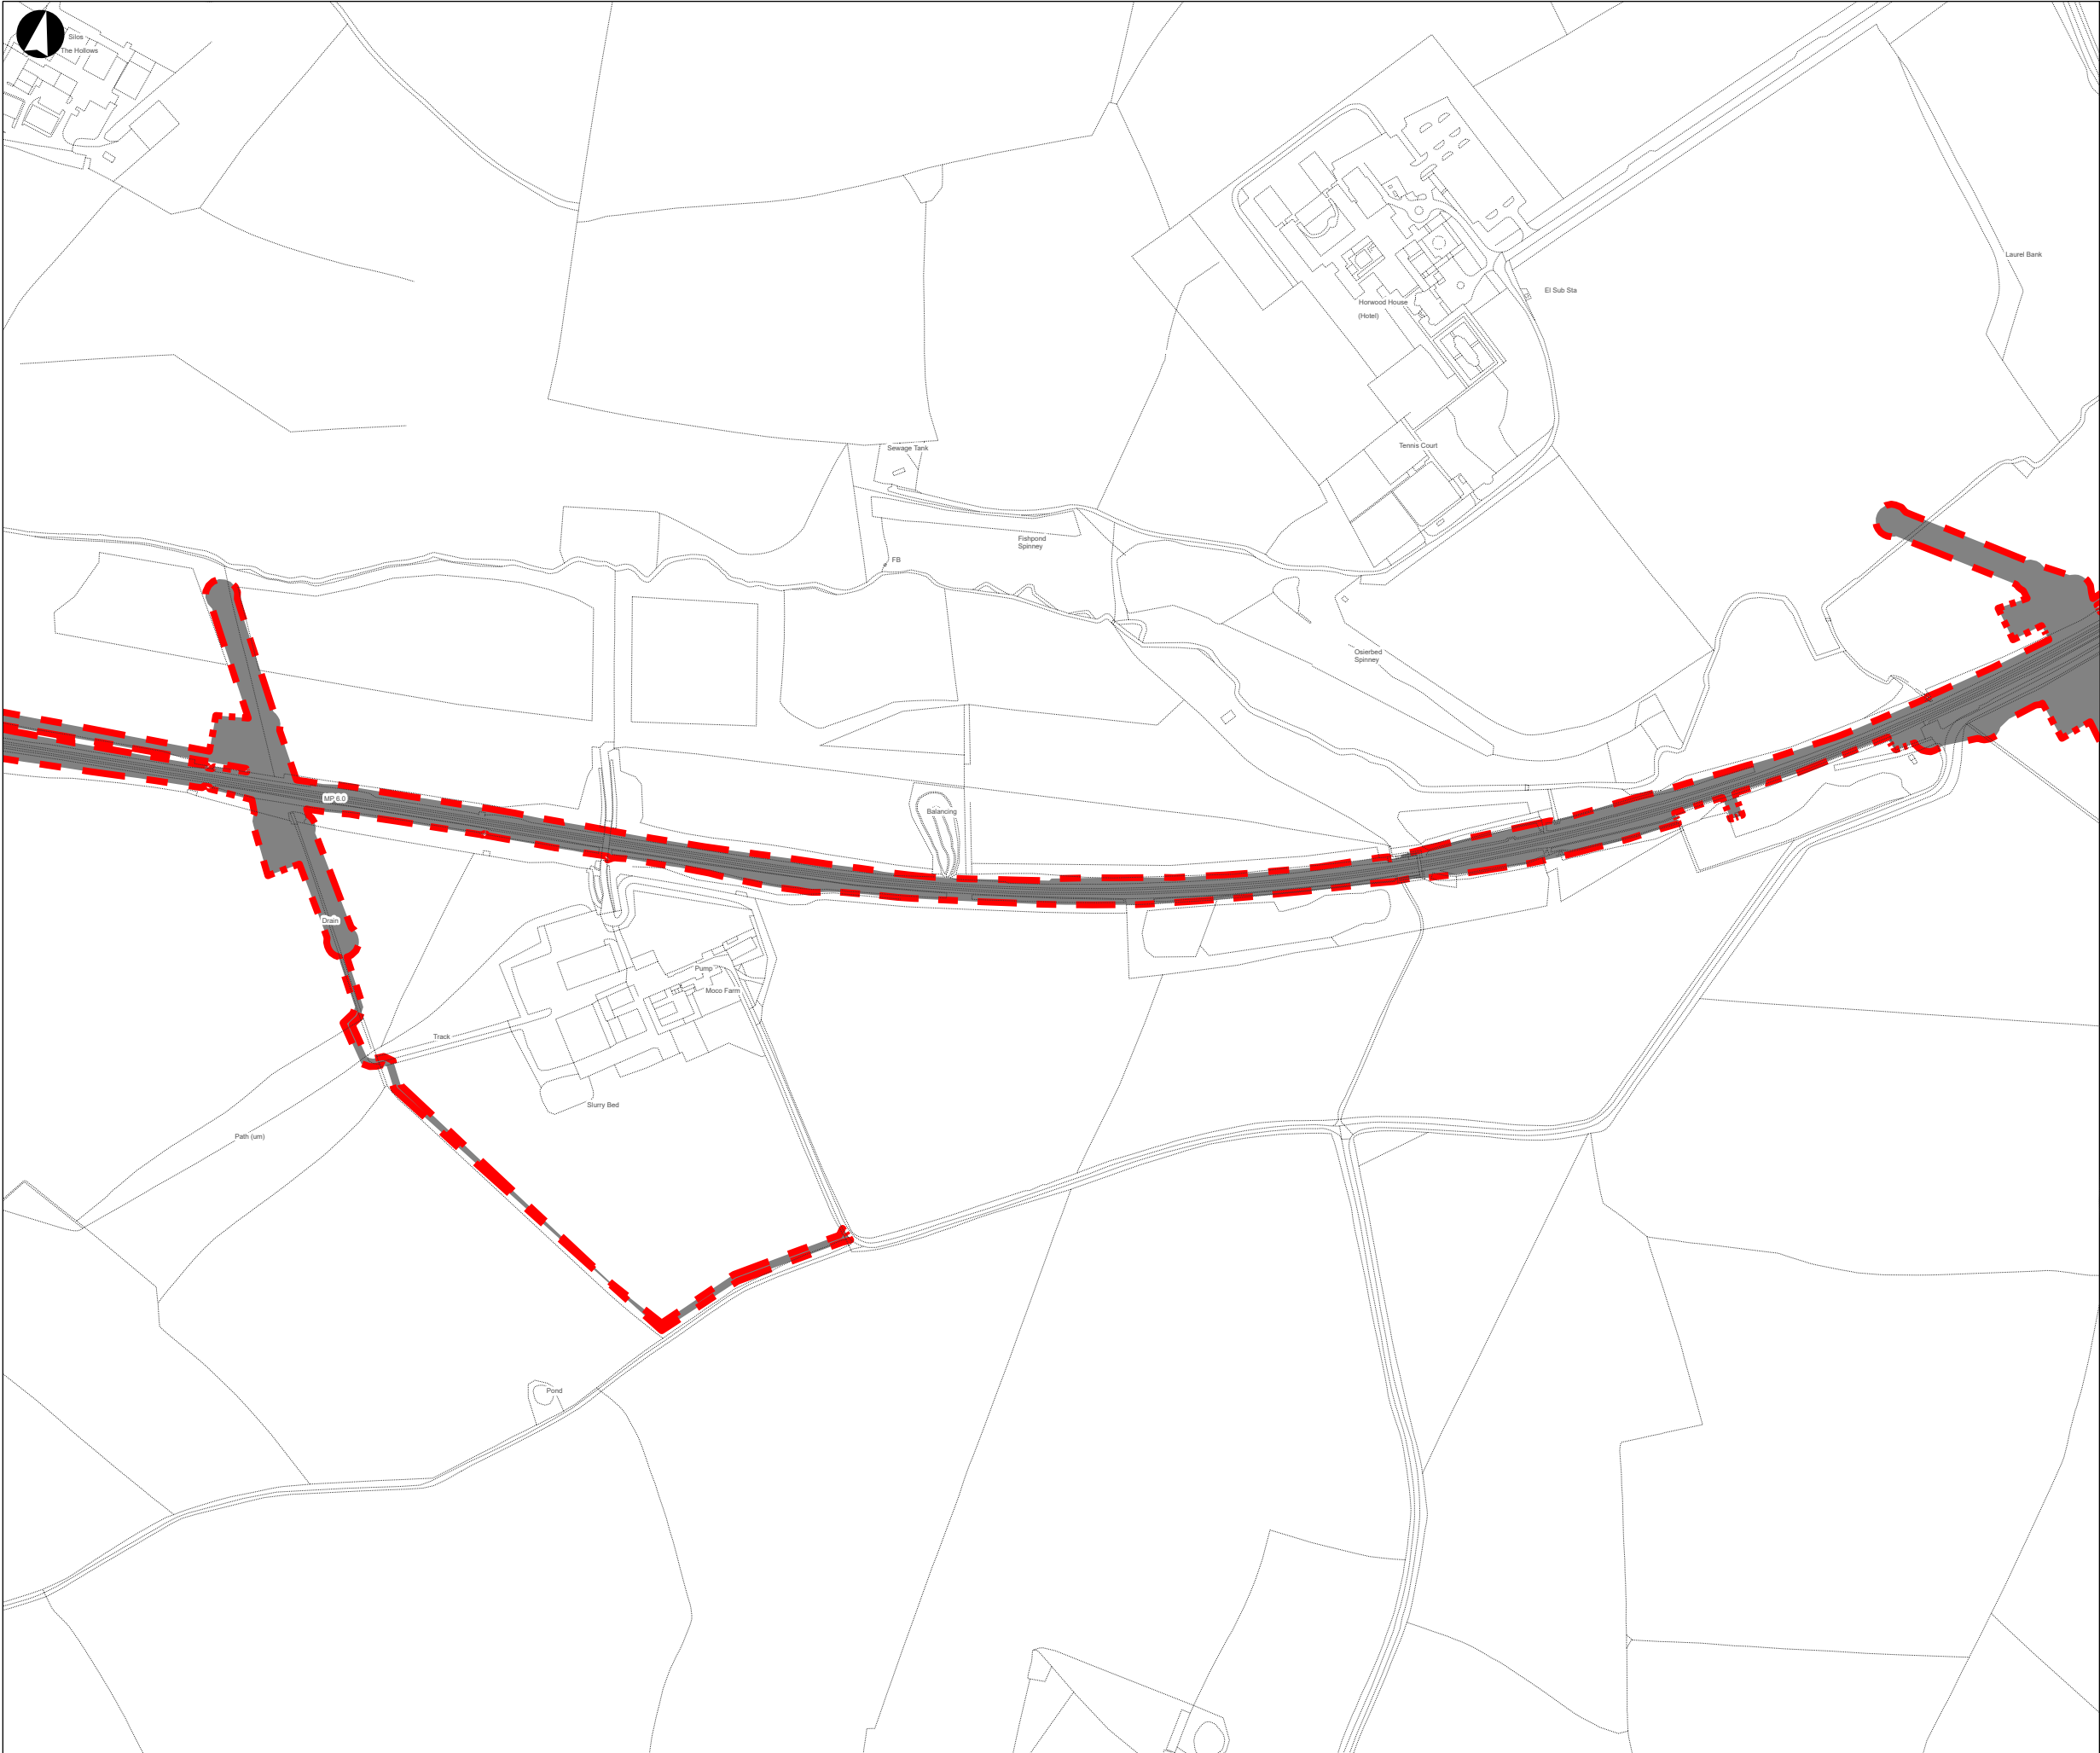 Silos
The Hollows
Laurel Bank
El Sub Sta
Horwood House
(Hotel)
Tennis Court
Sewage Tank
Fishpond
Spinney
FB
Osierbed
Spinney
MP 6.0
Balancing
Drain
Pump
Moco Farm
Track
Slurry Bed
Path (um)
Pond